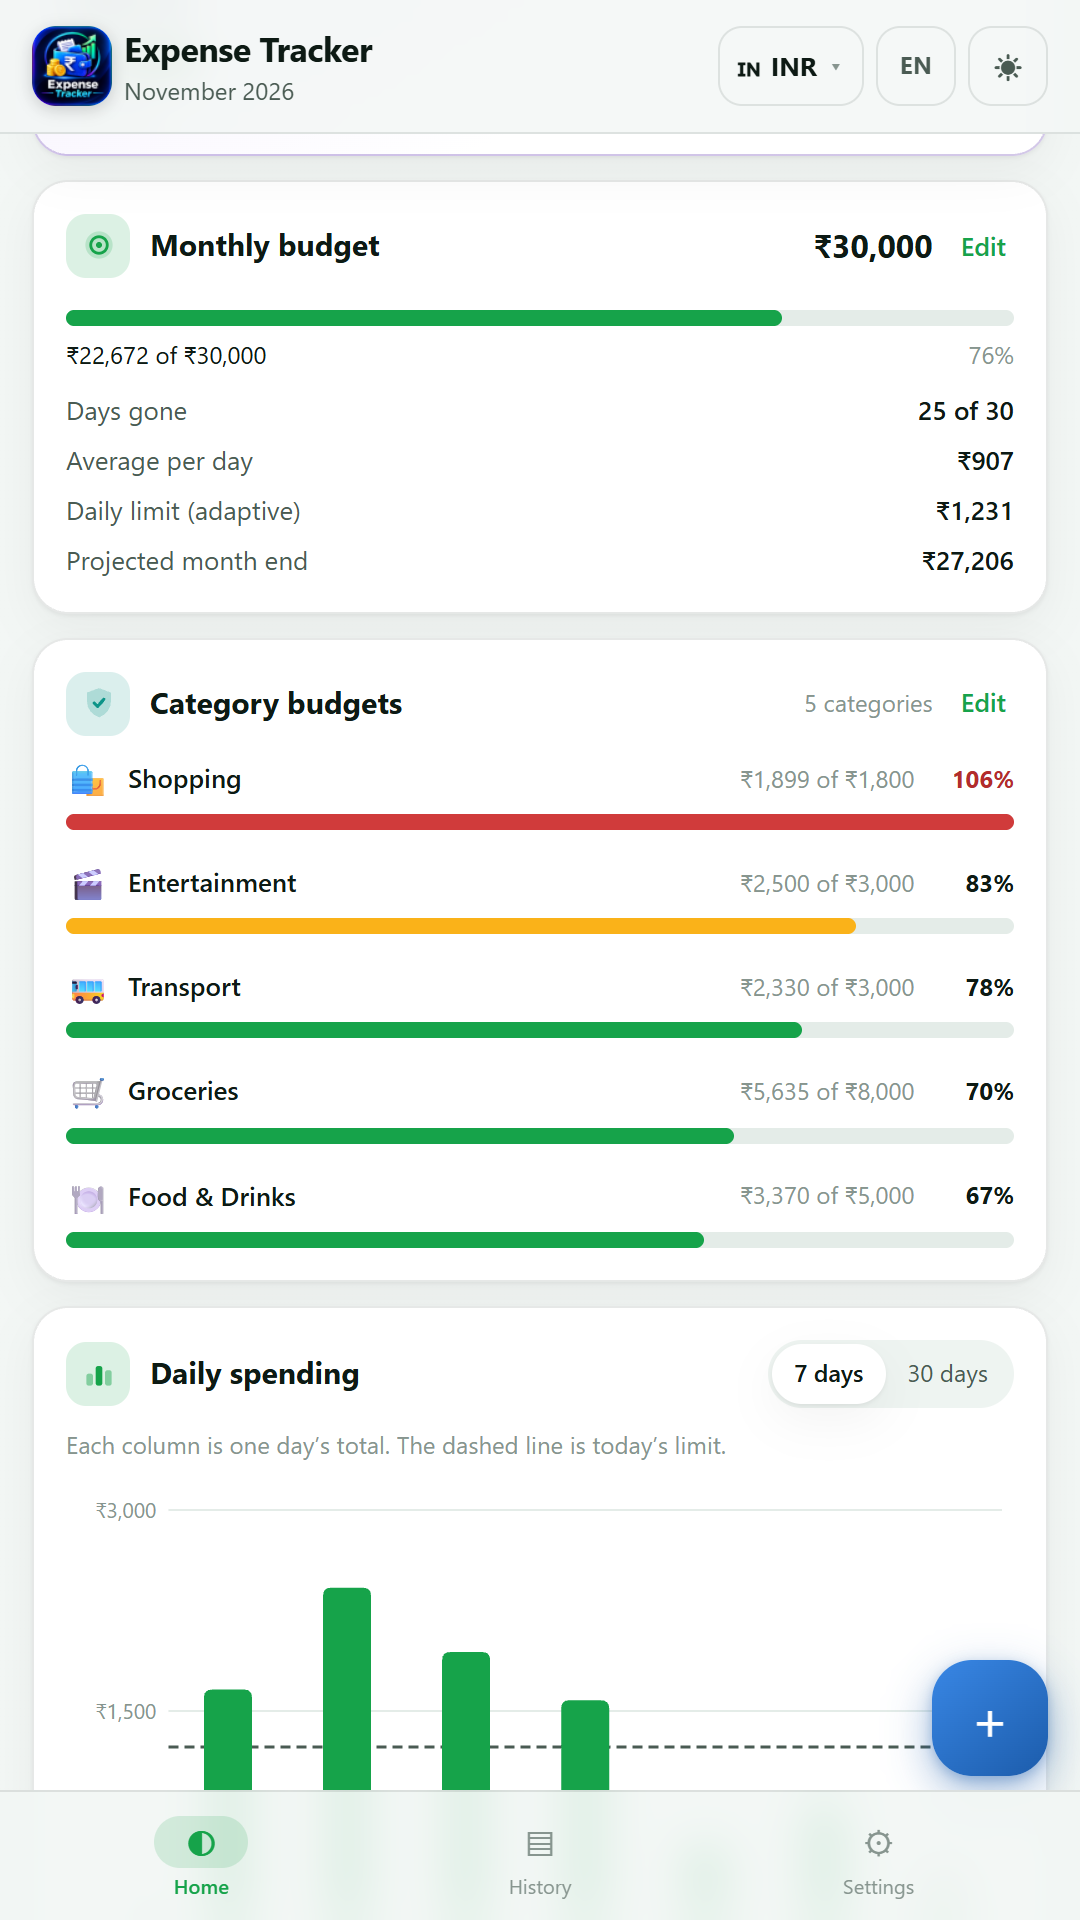 Expense Tracker
Expense Tracker
November 2026
IN INR ▾
EN
Monthly budget
₹30,000 Edit
₹22,672 of ₹30,000 76%
Days gone 25 of 30
Average per day ₹907
Daily limit (adaptive) ₹1,231
Projected month end ₹27,206
Category budgets 5 categories Edit
Shopping ₹1,899 of ₹1,800 106%
Entertainment ₹2,500 of ₹3,000 83%
Transport ₹2,330 of ₹3,000 78%
Groceries ₹5,635 of ₹8,000 70%
Food & Drinks ₹3,370 of ₹5,000 67%
Daily spending 7 days 30 days
Each column is one day’s total. The dashed line is today’s limit.
₹3,000
₹1,500
+
Home History Settings